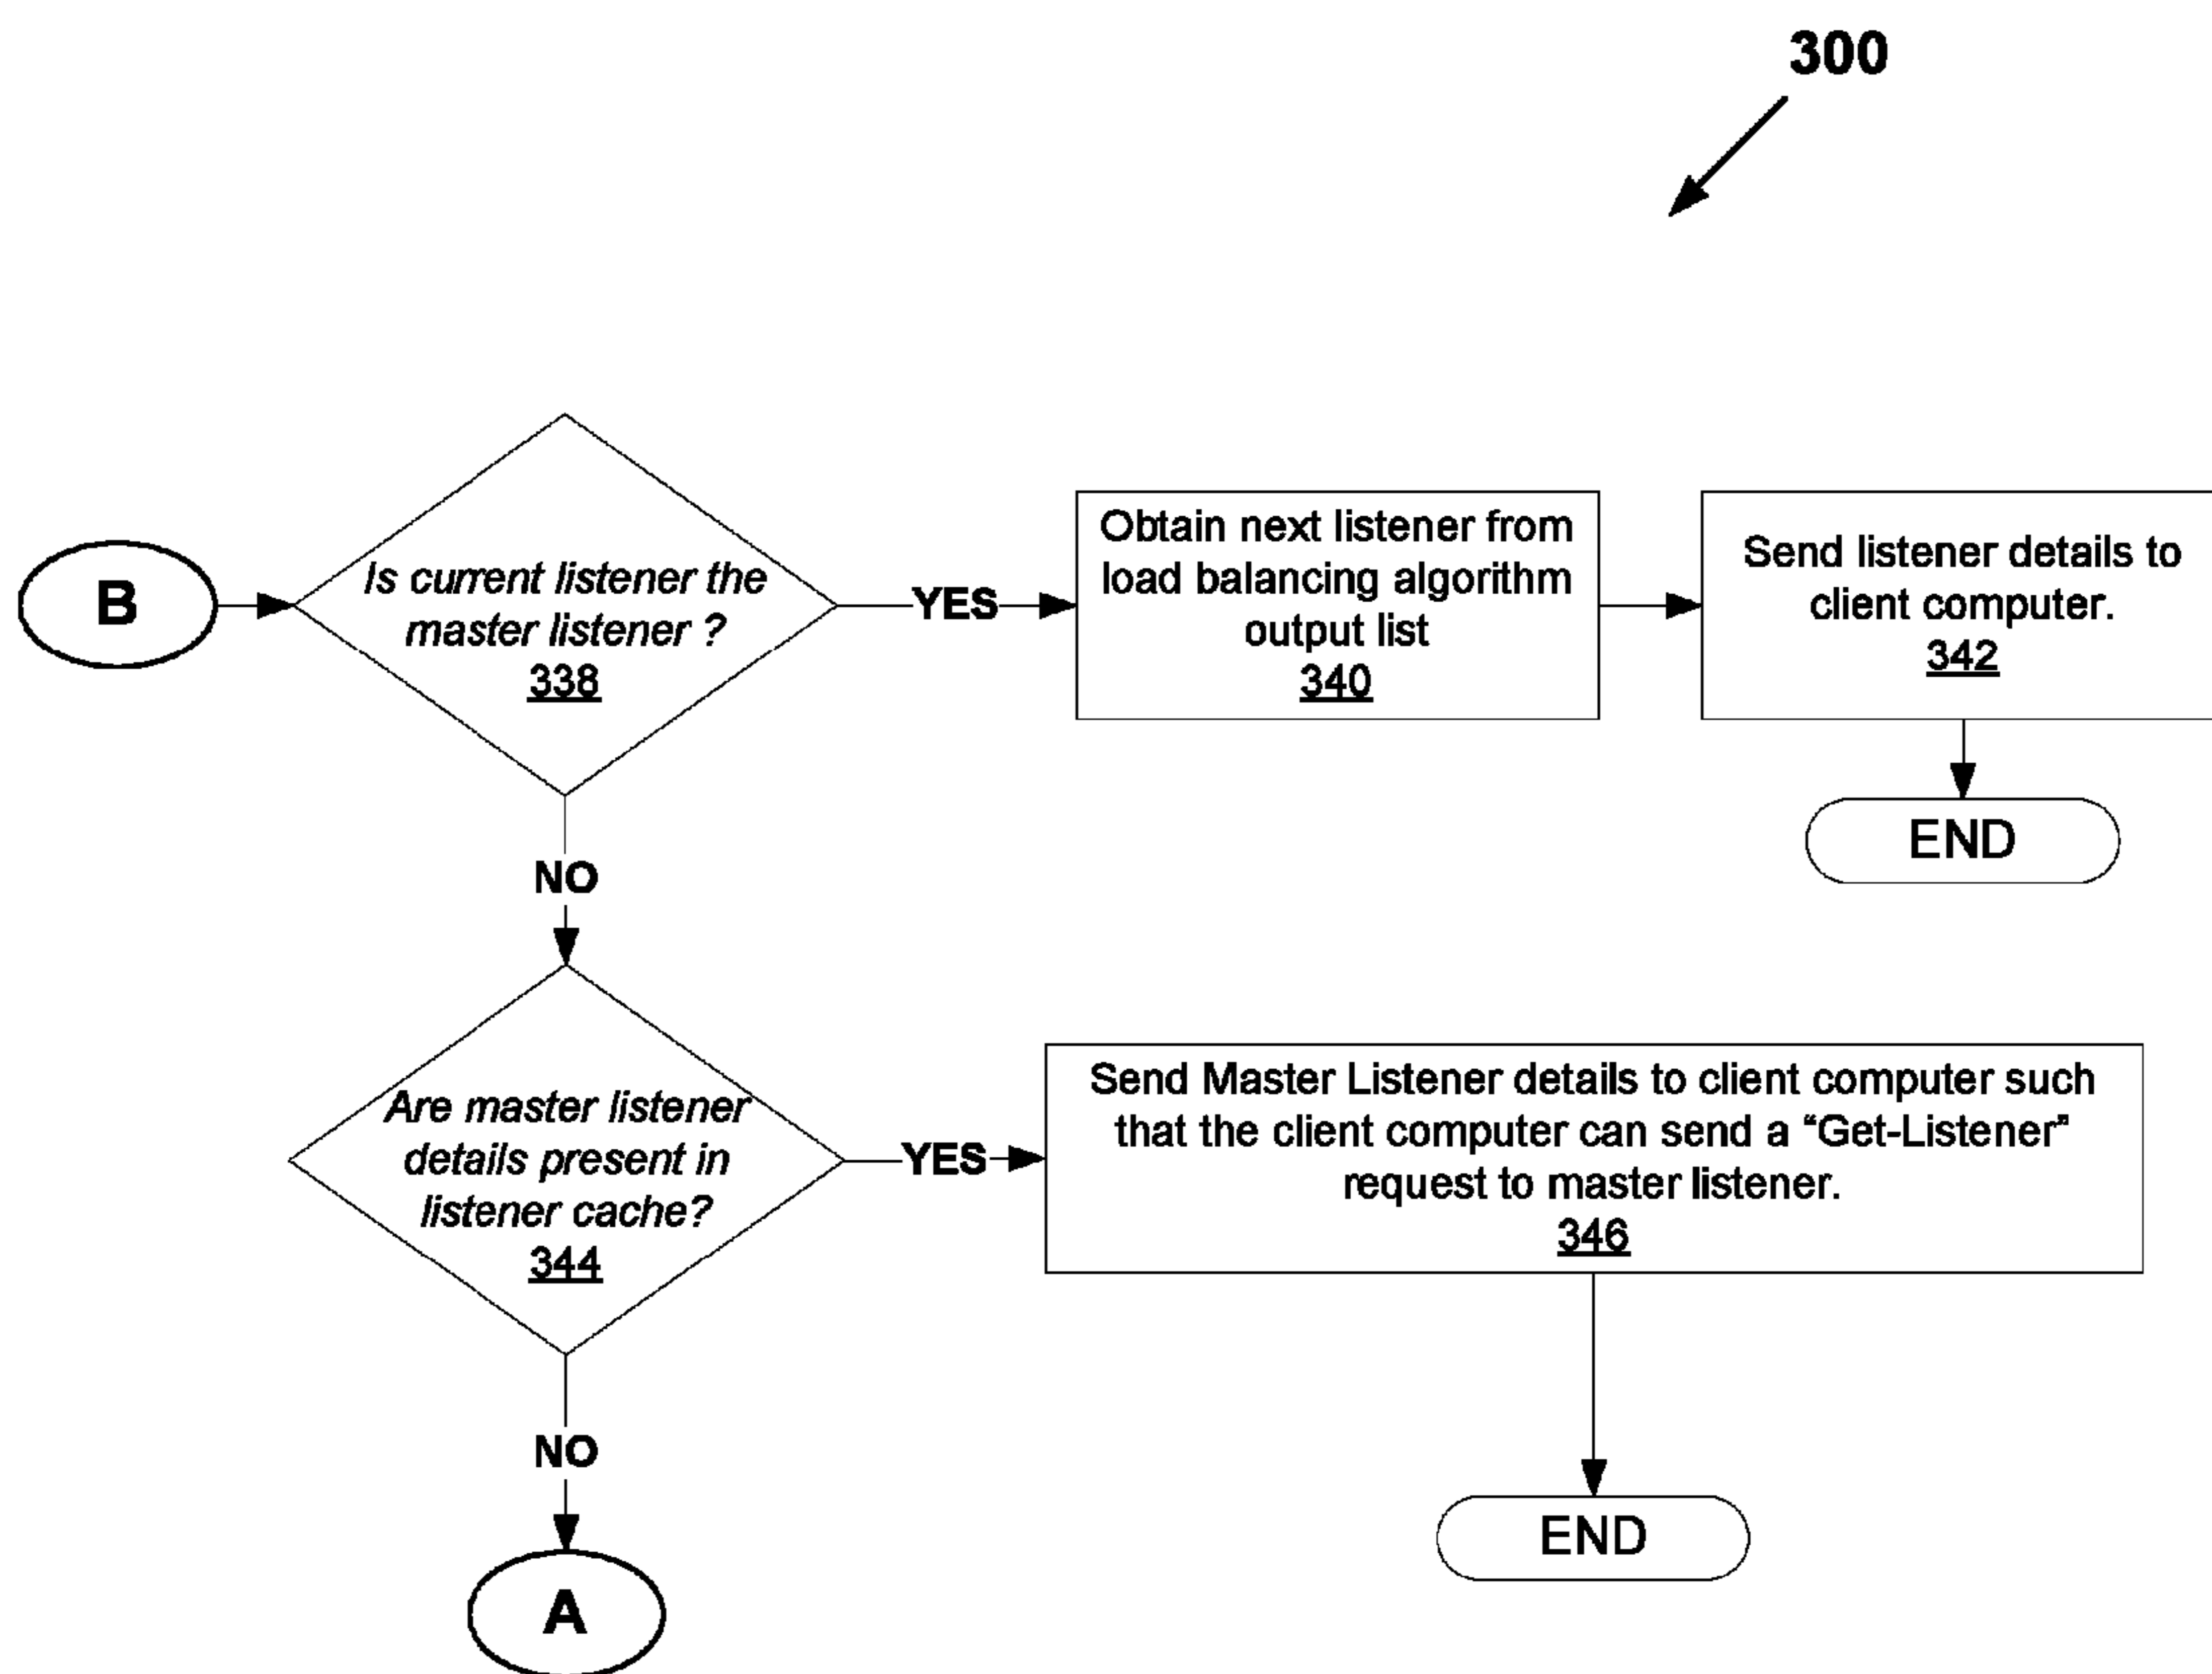 300
B
Is current listener the
master listener ?
338
YES
Obtain next listener from
load balancing algorithm
output list
340
Send listener details to
client computer.
342
END
NO
Are master listener
details present in
listener cache?
344
YES
Send Master Listener details to client computer such
that the client computer can send a “Get-Listener”
request to master listener.
346
END
NO
A